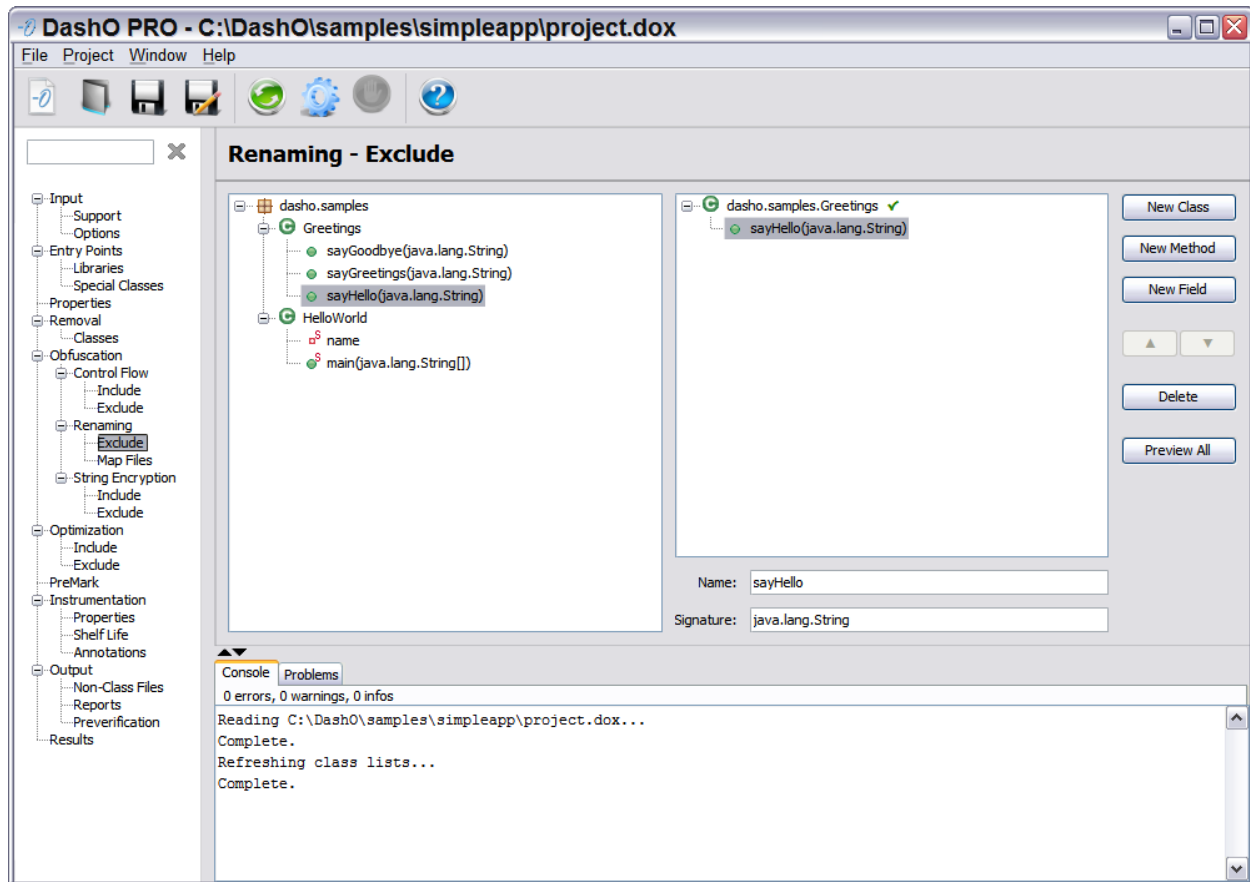 DashO PRO - C:\DashO\samples\simpleapp\project.dox
File Project Window Help
Renaming - Exclude
Input
Support
Options
Entry Points
Libraries
Special Classes
Properties
Removal
Classes
Obfuscation
Control Flow
Include
Exclude
Renaming
Exclude
Map Files
String Encryption
Include
Exclude
Optimization
Include
Exclude
PreMark
Instrumentation
Properties
Shelf Life
Annotations
Output
Non-Class Files
Reports
Preverification
Results
dasho.samples
Greetings
sayGoodbye(java.lang.String)
sayGreetings(java.lang.String)
sayHello(java.lang.String)
HelloWorld
name
main(java.lang.String[])
dasho.samples.Greetings
sayHello(java.lang.String)
Name: sayHello
Signature: java.lang.String
New Class
New Method
New Field
Delete
Preview All
Console Problems
0 errors, 0 warnings, 0 infos
Reading C:\DashO\samples\simpleapp\project.dox...
Complete.
Refreshing class lists...
Complete.